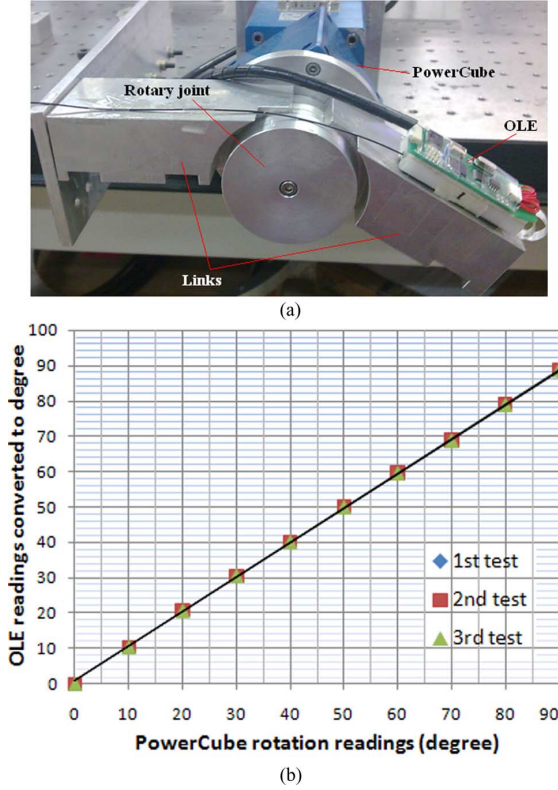 PowerCube
Rotary joint
OLE
Links
(a)
100
90
80
70
60
50
40
30
20
10
0
OLE readings converted to degree
1st test
2nd test
3rd test
0 10 20 30 40 50 60 70 80 90
PowerCube rotation readings (degree)
(b)